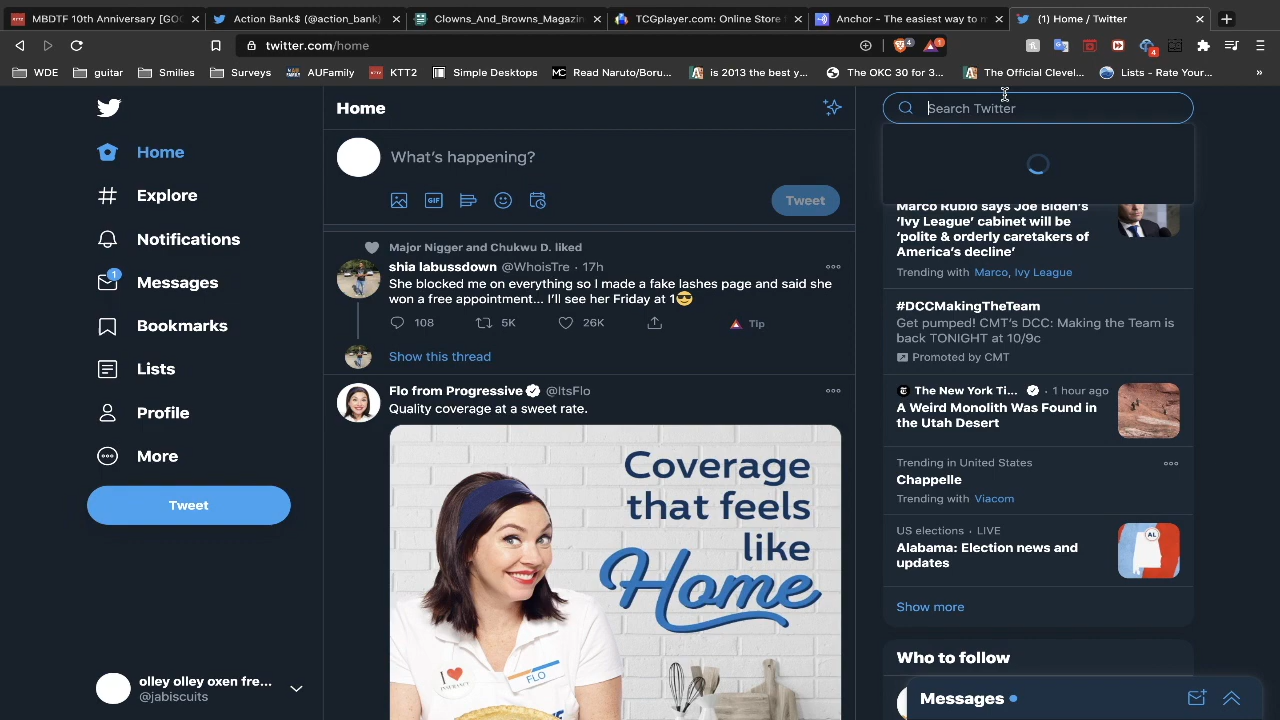 MBDTF 10th Anniversary [GOO
Action Bank$ (@action_bank)
Clowns_And_Browns_Magazin
TCGplayer.com: Online Store
Anchor - The easiest way to m
(1) Home / Twitter
twitter.com/home
4
1
4
WDE
guitar
Smilies
Surveys
AUFamily
KTT2
Simple Desktops
Read Naruto/Boru...
is 2013 the best y...
The OKC 30 for 3...
The Official Clevel...
Lists - Rate Your...
»
Home
Explore
Notifications
1
Messages
Bookmarks
Lists
Profile
More
Tweet
olley olley oxen fre...
@jabiscuits
Home
What's happening?
GIF
Tweet
Major Nigger and Chukwu D. liked
shia labussdown @WhoisTre · 17h
She blocked me on everything so I made a fake lashes page and said she
won a free appointment... I'll see her Friday at 1😎
108
5K
26K
Tip
Show this thread
Flo from Progressive @ItsFlo
Quality coverage at a sweet rate.
Coverage
that feels
like
Home
I ❤ INSURANCE
FLO
Search Twitter
Marco Rubio says Joe Biden's
'Ivy League' cabinet will be
'polite & orderly caretakers of
America's decline'
Trending with Marco, Ivy League
#DCCMakingTheTeam
Get pumped! CMT's DCC: Making the Team is
back TONIGHT at 10/9c
Promoted by CMT
The New York Ti... · 1 hour ago
A Weird Monolith Was Found in
the Utah Desert
Trending in United States
Chappelle
Trending with Viacom
US elections · LIVE
Alabama: Election news and
updates
AL
Show more
Who to follow
Messages